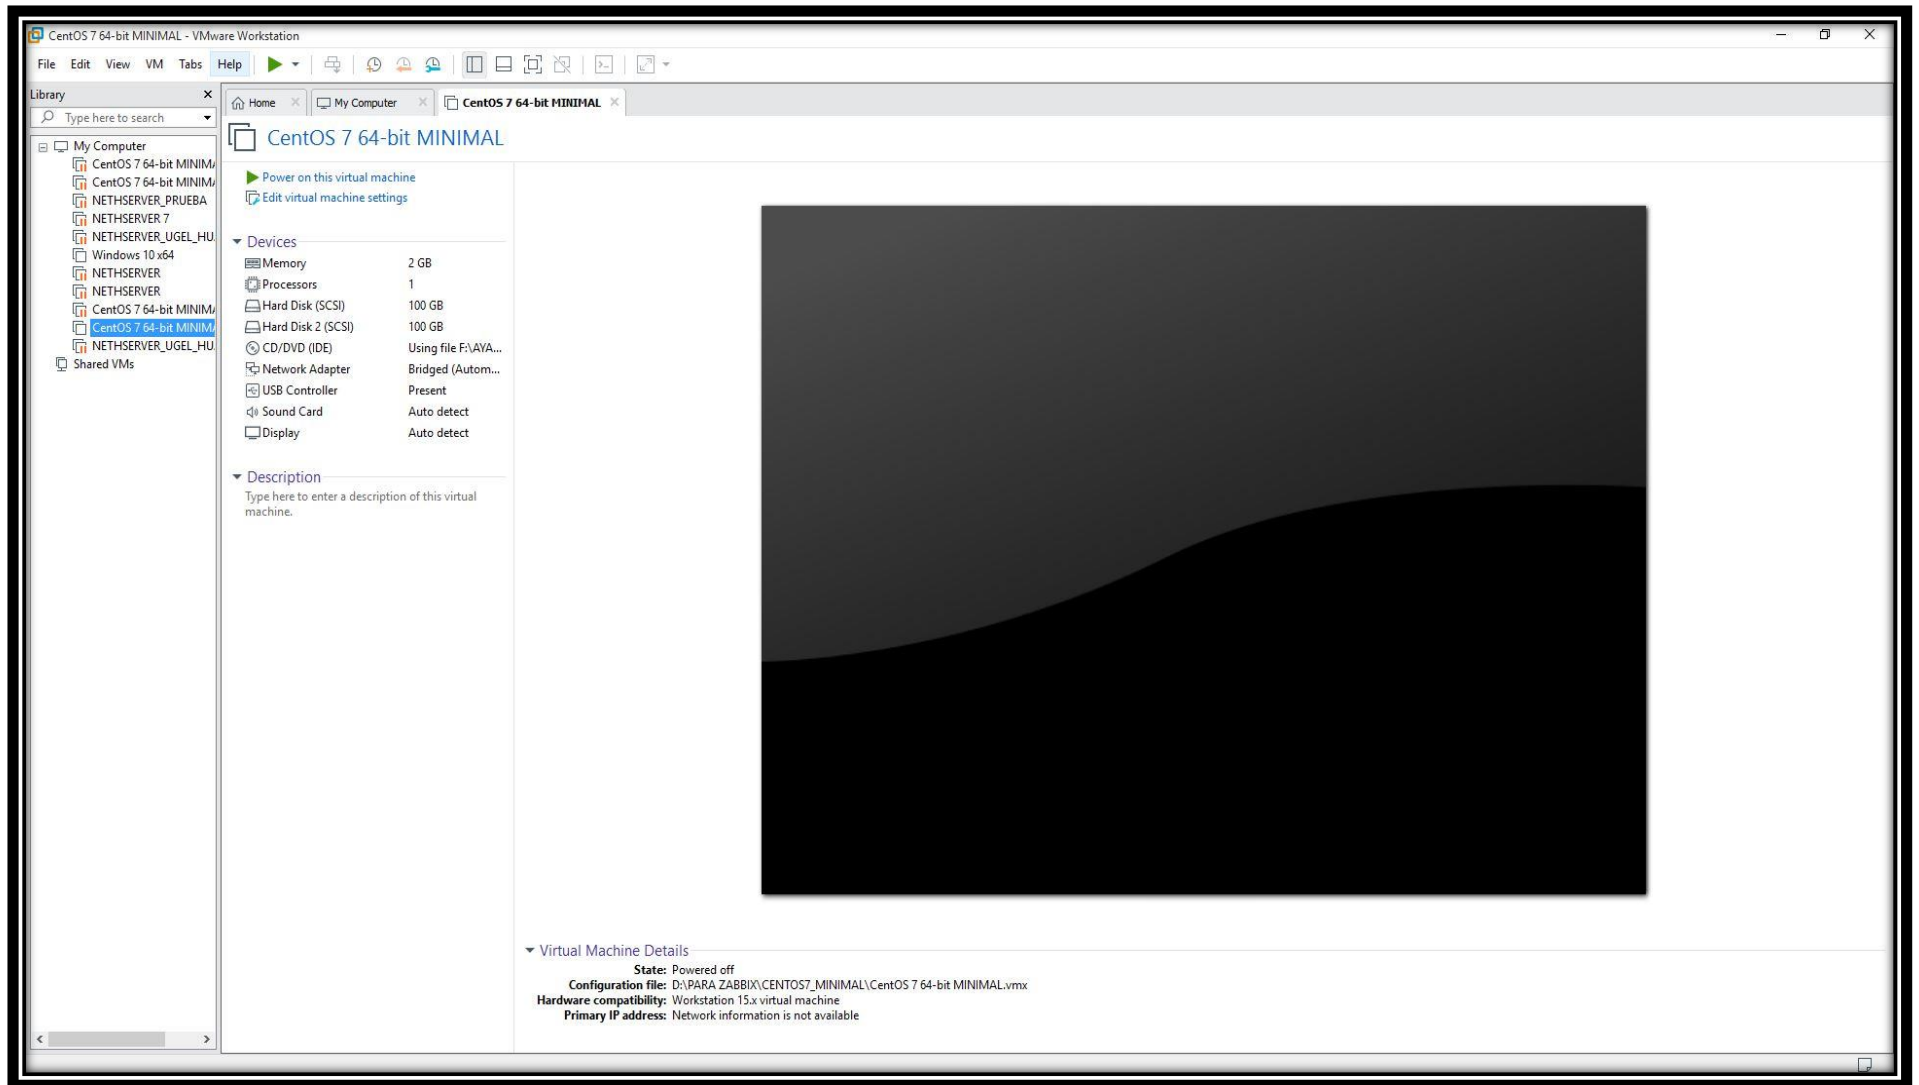 CentOS 7 64-bit MINIMAL - VMware Workstation
File Edit View VM Tabs Help
Library
Type here to search
My Computer
CentOS 7 64-bit MINIM
CentOS 7 64-bit MINIM
NETHSERVER_PRUEBA
NETHSERVER 7
NETHSERVER_UGEL_HU
Windows 10 x64
NETHSERVER
NETHSERVER
CentOS 7 64-bit MINIM
CentOS 7 64-bit MINIM
NETHSERVER_UGEL_HU
Shared VMs
Home My Computer CentOS 7 64-bit MINIMAL
CentOS 7 64-bit MINIMAL
Power on this virtual machine
Edit virtual machine settings
Devices
Memory 2 GB
Processors 1
Hard Disk (SCSI) 100 GB
Hard Disk 2 (SCSI) 100 GB
CD/DVD (IDE) Using file F:\AYA...
Network Adapter Bridged (Autom...
USB Controller Present
Sound Card Auto detect
Display Auto detect
Description
Type here to enter a description of this virtual
machine.
Virtual Machine Details
State: Powered off
Configuration file: D:\PARA ZABBIX\CENTOS7_MINIMAL\CentOS 7 64-bit MINIMAL.vmx
Hardware compatibility: Workstation 15.x virtual machine
Primary IP address: Network information is not available